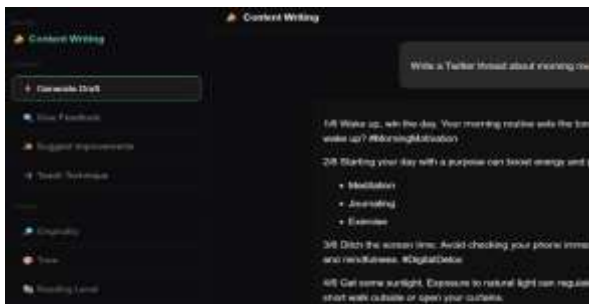 Content Writing
Content Writing
Write a Twitter thread about morning
Generate Draft
Give Feedback
1/8 Wake up, win the day. Your morning routine sets the
wake up? #MorningMotivation
Suggest Improvements
2/8 Starting your day with a purpose can boost energy and
Teach Technique
• Meditation
• Journaling
• Exercise
Originality
3/8 Ditch the screen time. Avoid checking your phone
and mindfulness. #DigitalDetox
Tone
4/8 Get some sunlight. Exposure to natural light can
Reading Level
short walk outside or open your curtains.